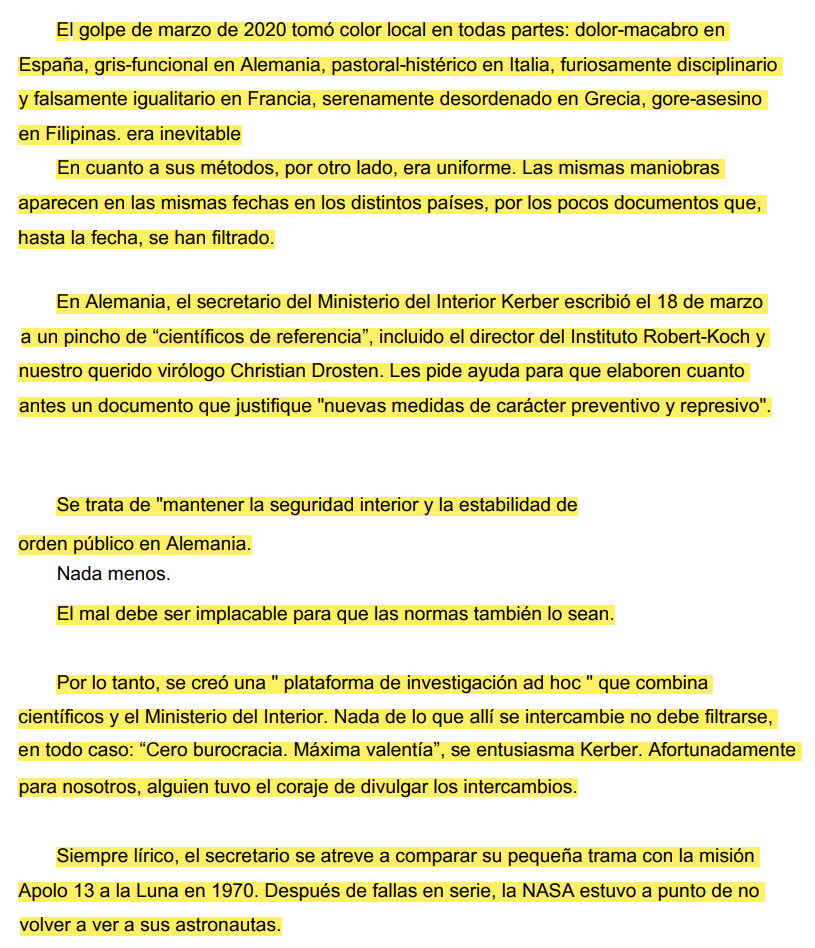 El golpe de marzo de 2020 tomó color local en todas partes: dolor-macabro en
España, gris-funcional en Alemania, pastoral-histérico en Italia, furiosamente disciplinario
y falsamente igualitario en Francia, serenamente desordenado en Grecia, gore-asesino
en Filipinas. era inevitable
En cuanto a sus métodos, por otro lado, era uniforme. Las mismas maniobras
aparecen en las mismas fechas en los distintos países, por los pocos documentos que,
hasta la fecha, se han filtrado.
En Alemania, el secretario del Ministerio del Interior Kerber escribió el 18 de marzo
a un pincho de “científicos de referencia”, incluido el director del Instituto Robert-Koch y
nuestro querido virólogo Christian Drosten. Les pide ayuda para que elaboren cuanto
antes un documento que justifique "nuevas medidas de carácter preventivo y represivo".
Se trata de "mantener la seguridad interior y la estabilidad de
orden público en Alemania.
Nada menos.
El mal debe ser implacable para que las normas también lo sean.
Por lo tanto, se creó una " plataforma de investigación ad hoc " que combina
científicos y el Ministerio del Interior. Nada de lo que allí se intercambie no debe filtrarse,
en todo caso: “Cero burocracia. Máxima valentía”, se entusiasma Kerber. Afortunadamente
para nosotros, alguien tuvo el coraje de divulgar los intercambios.
Siempre lírico, el secretario se atreve a comparar su pequeña trama con la misión
Apolo 13 a la Luna en 1970. Después de fallas en serie, la NASA estuvo a punto de no
volver a ver a sus astronautas.